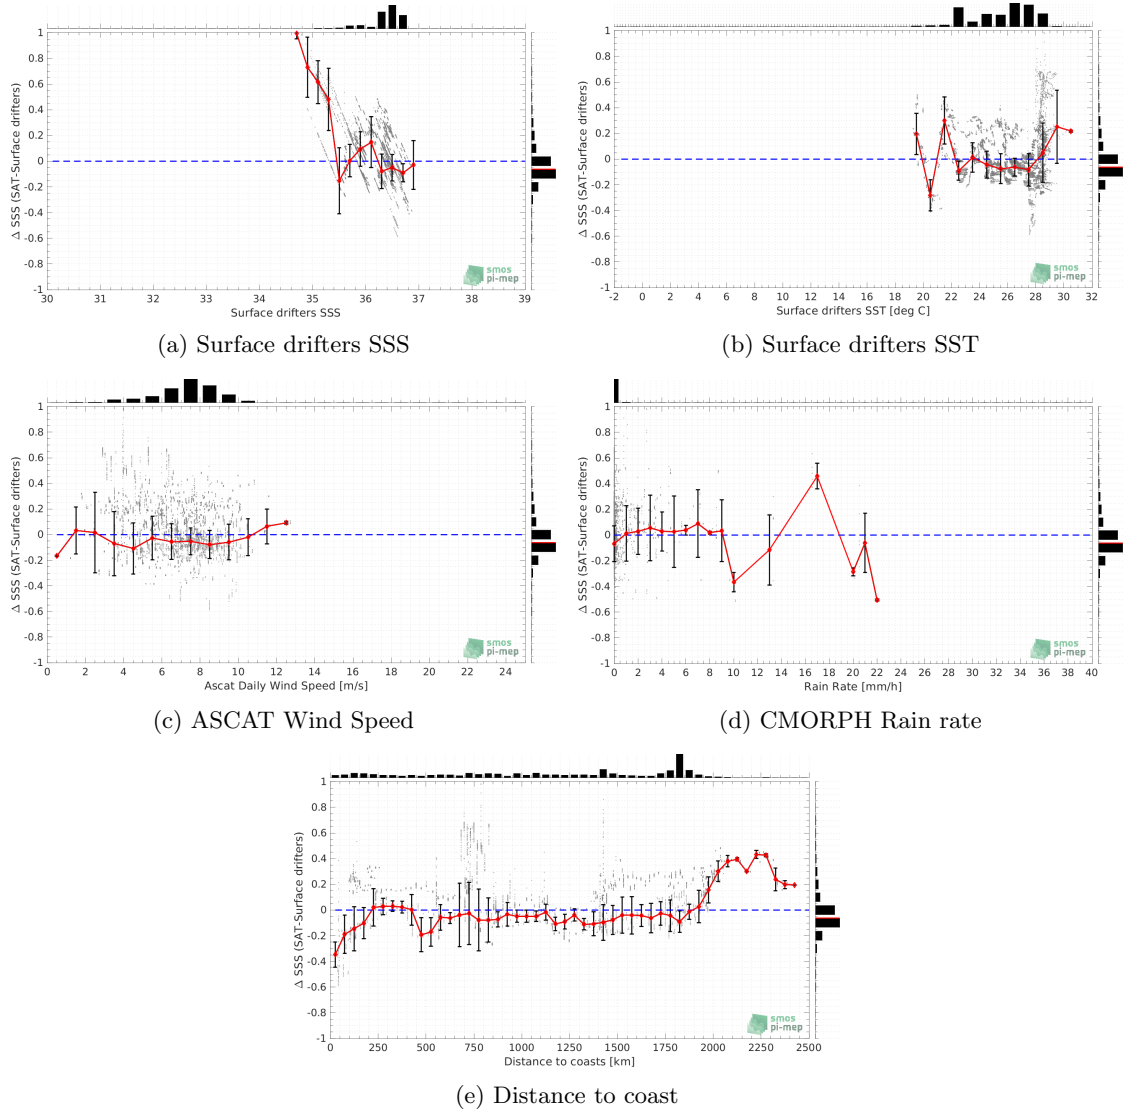 1
0.8
0.6
0.4
0.2
0
-0.2
-0.4
-0.6
-0.8
-1
Δ SSS (SAT-Surface drifters)
30 31 32 33 34 35 36 37 38 39
Surface drifters SSS
smos
pi-mep
(a) Surface drifters SSS
1
0.8
0.6
0.4
0.2
0
-0.2
-0.4
-0.6
-0.8
-1
Δ SSS (SAT-Surface drifters)
-2 0 2 4 6 8 10 12 14 16 18 20 22 24 26 28 30 32
Surface drifters SST [deg C]
smos
pi-mep
(b) Surface drifters SST
1
0.8
0.6
0.4
0.2
0
-0.2
-0.4
-0.6
-0.8
-1
Δ SSS (SAT-Surface drifters)
0 2 4 6 8 10 12 14 16 18 20 22 24
Ascat Daily Wind Speed [m/s]
smos
pi-mep
(c) ASCAT Wind Speed
1
0.8
0.6
0.4
0.2
0
-0.2
-0.4
-0.6
-0.8
-1
Δ SSS (SAT-Surface drifters)
0 2 4 6 8 10 12 14 16 18 20 22 24 26 28 30 32 34 36 38 40
Rain Rate [mm/h]
smos
pi-mep
(d) CMORPH Rain rate
1
0.8
0.6
0.4
0.2
0
-0.2
-0.4
-0.6
-0.8
-1
Δ SSS (SAT-Surface drifters)
0 250 500 750 1000 1250 1500 1750 2000 2250 2500
Distance to coasts [km]
smos
pi-mep
(e) Distance to coast